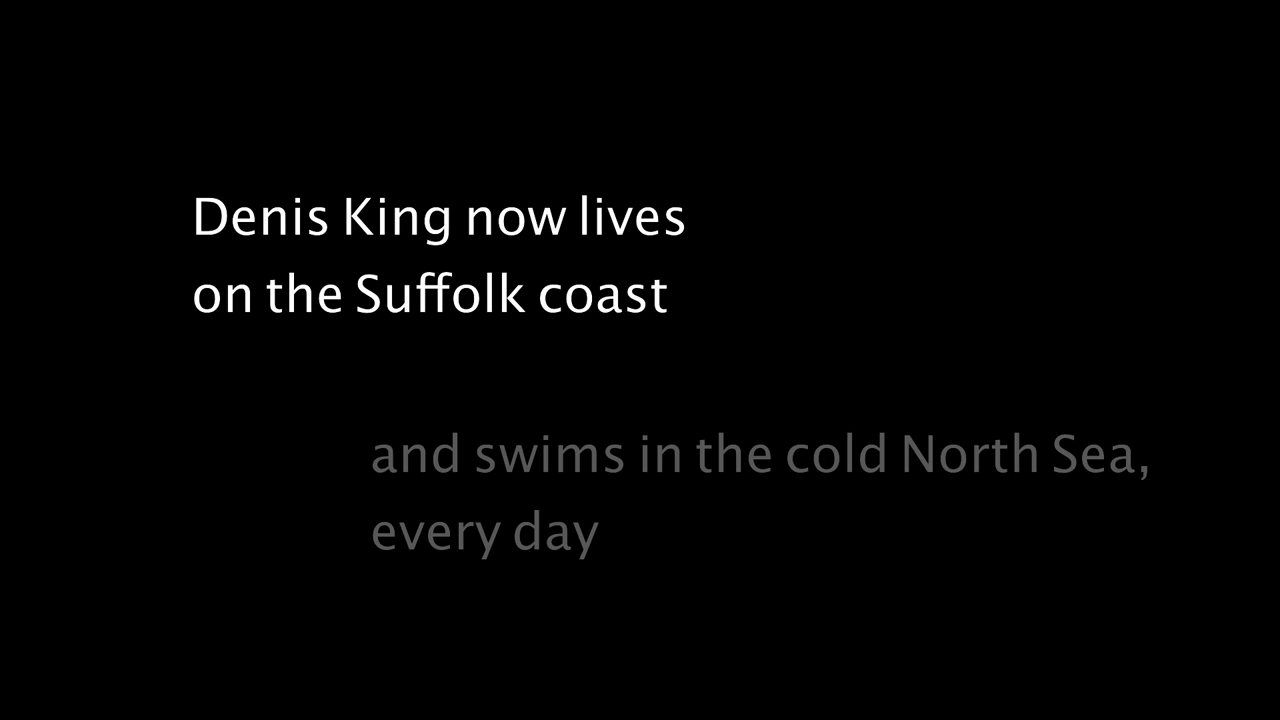 Denis King now lives
on the Suffolk coast
and swims in the cold North Sea,
every day